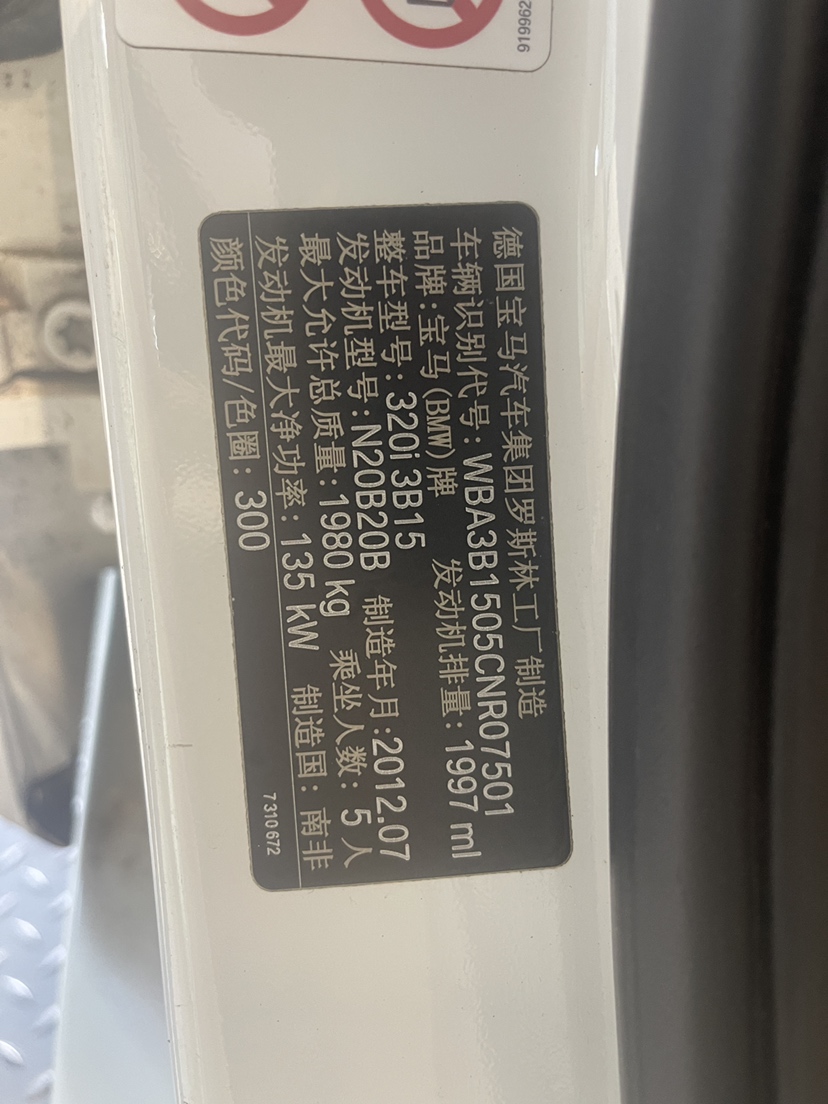 919962
德国宝马汽车集团罗斯林工厂制造
车辆识别代号: WBA3B1505CNR07501
品牌:宝马(BMW)牌 发动机排量: 1997 ml
整车型号: 320i 3B15
发动机型号: N20B20B 制造年月:2012.07
最大允许总质量:1980 kg 乘坐人数: 5 人
发动机最大净功率: 135 kW 制造国: 南非
颜色代码/色圈: 300
7 310 672